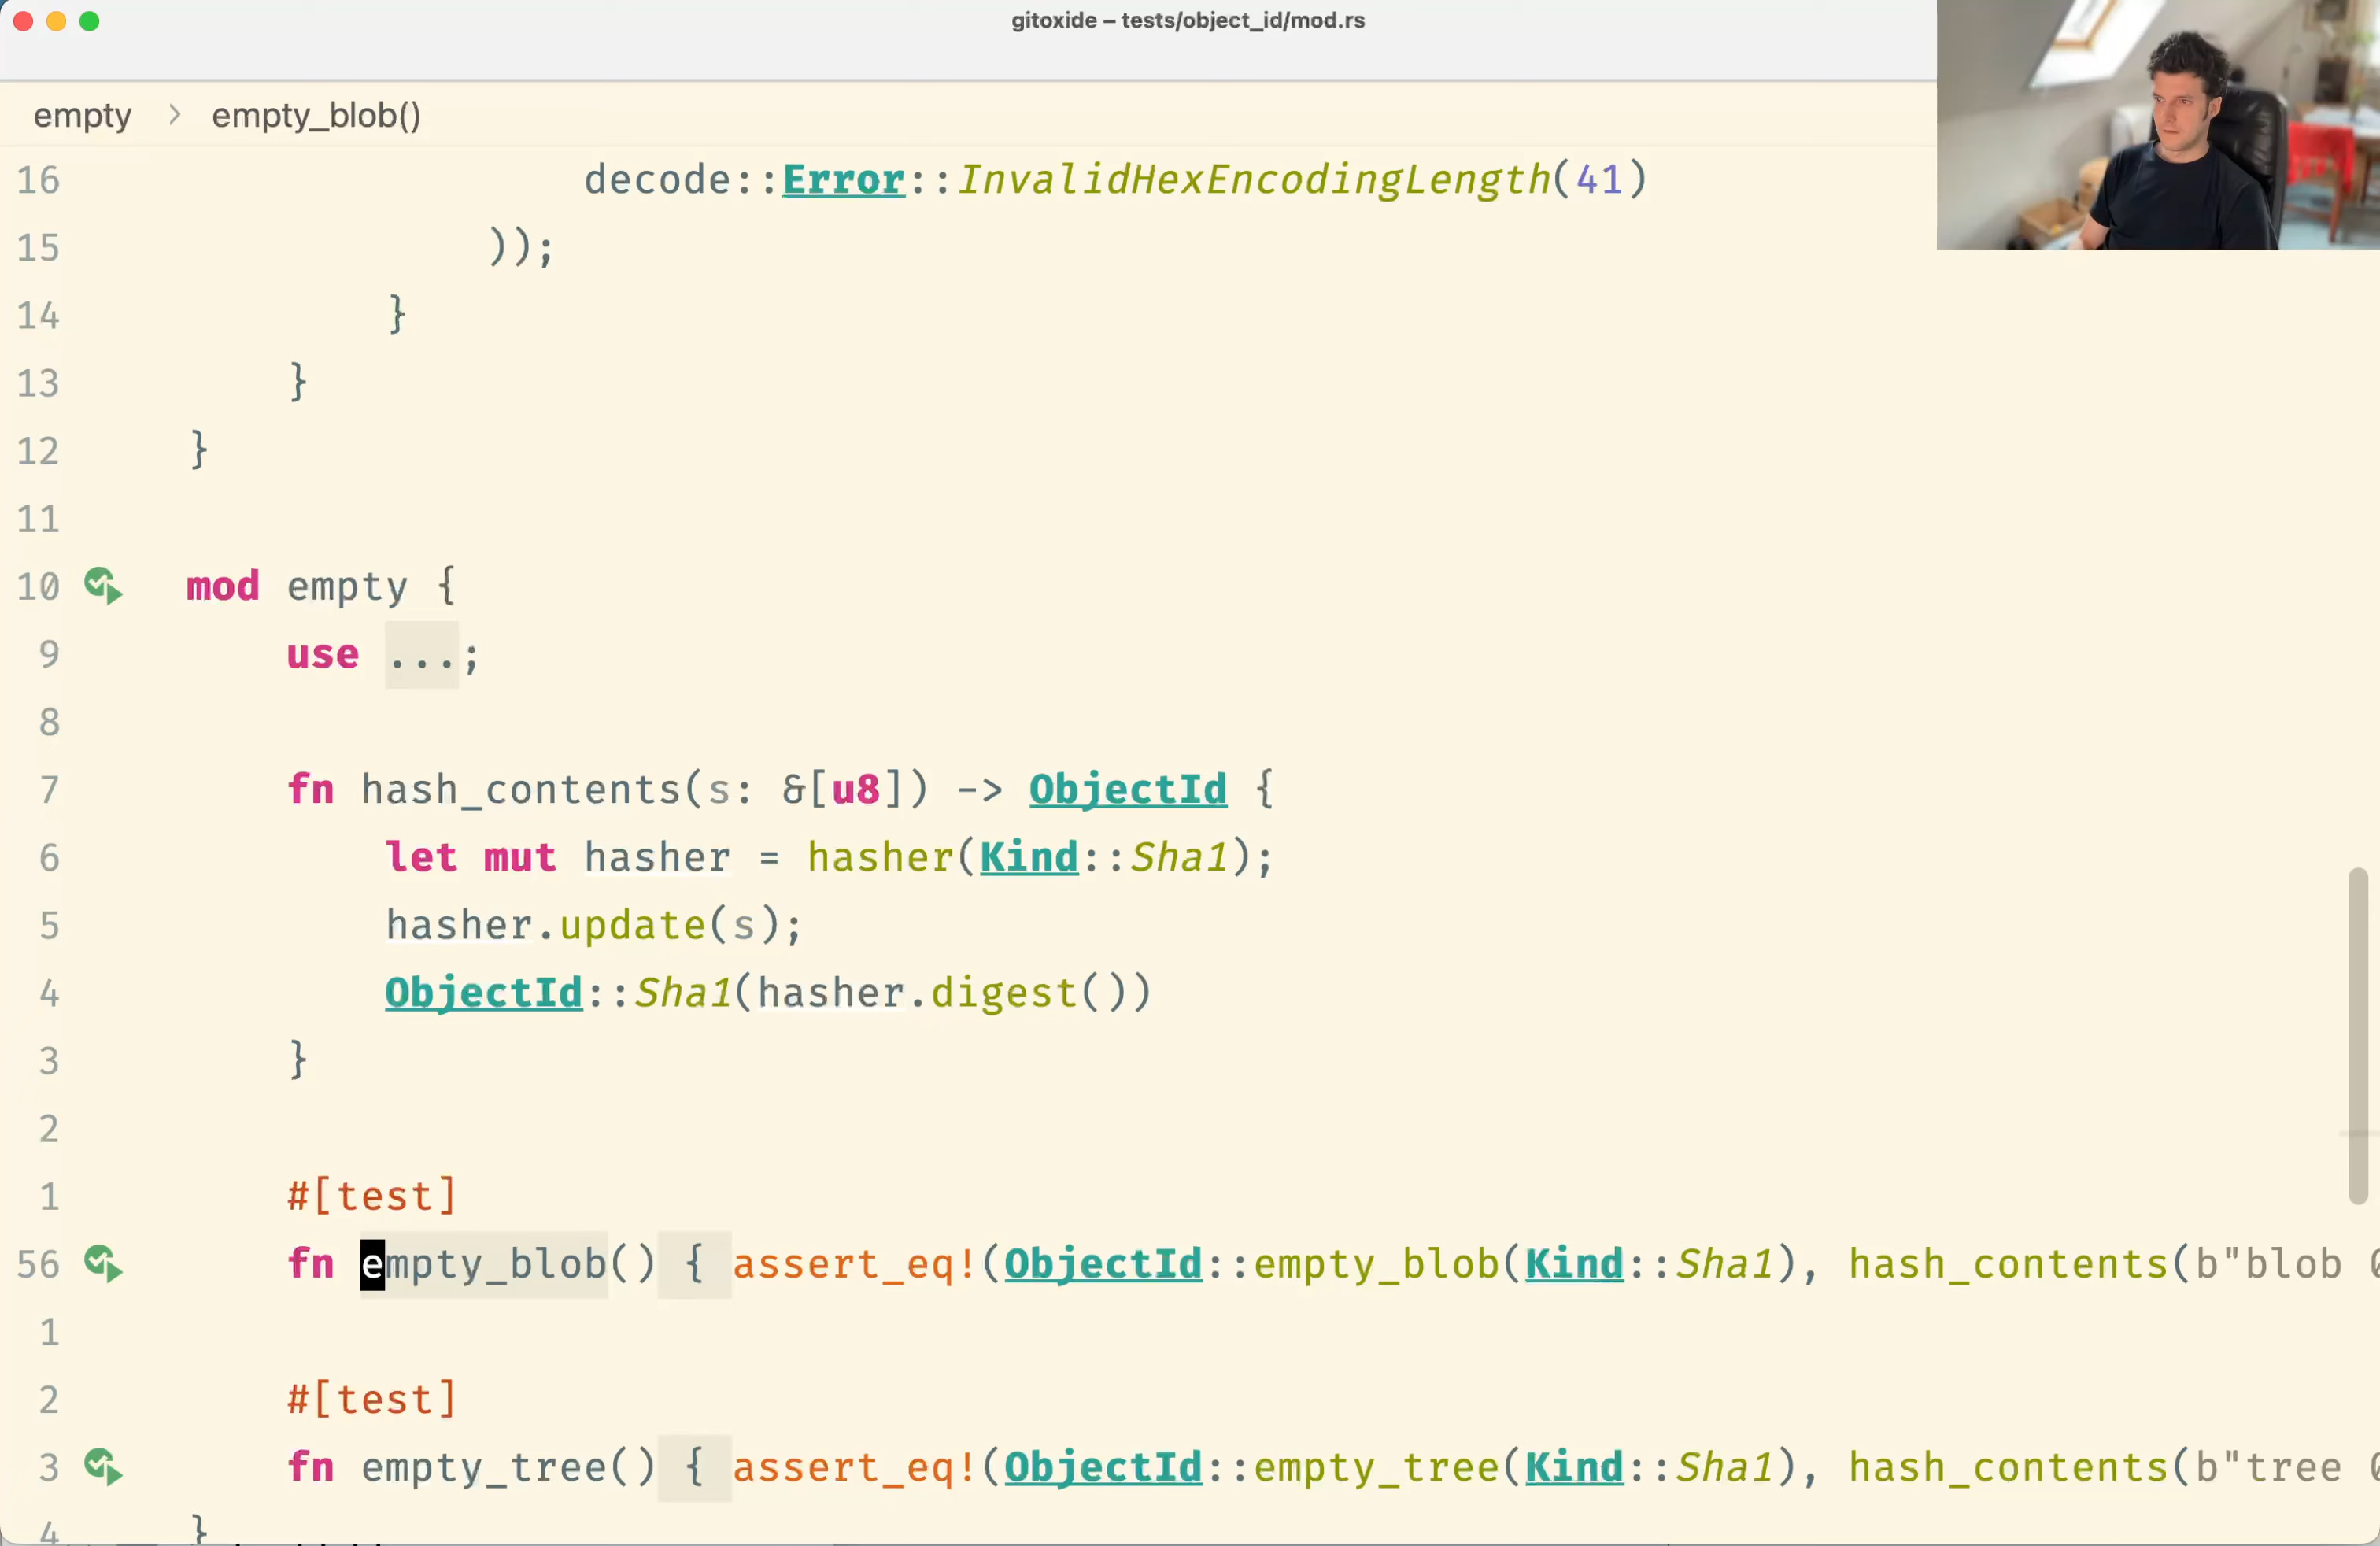 gitoxide – tests/object_id/mod.rs
empty > empty_blob()
16 decode::Error::InvalidHexEncodingLength(41)
15 ));
14 }
13 }
12 }
11
10 mod empty {
9 use ...;
8
7 fn hash_contents(s: &[u8]) -> ObjectId {
6 let mut hasher = hasher(Kind::Sha1);
5 hasher.update(s);
4 ObjectId::Sha1(hasher.digest())
3 }
2
1 #[test]
56 fn empty_blob() { assert_eq!(ObjectId::empty_blob(Kind::Sha1), hash_contents(b"blob
1
2 #[test]
3 fn empty_tree() { assert_eq!(ObjectId::empty_tree(Kind::Sha1), hash_contents(b"tree
4 }